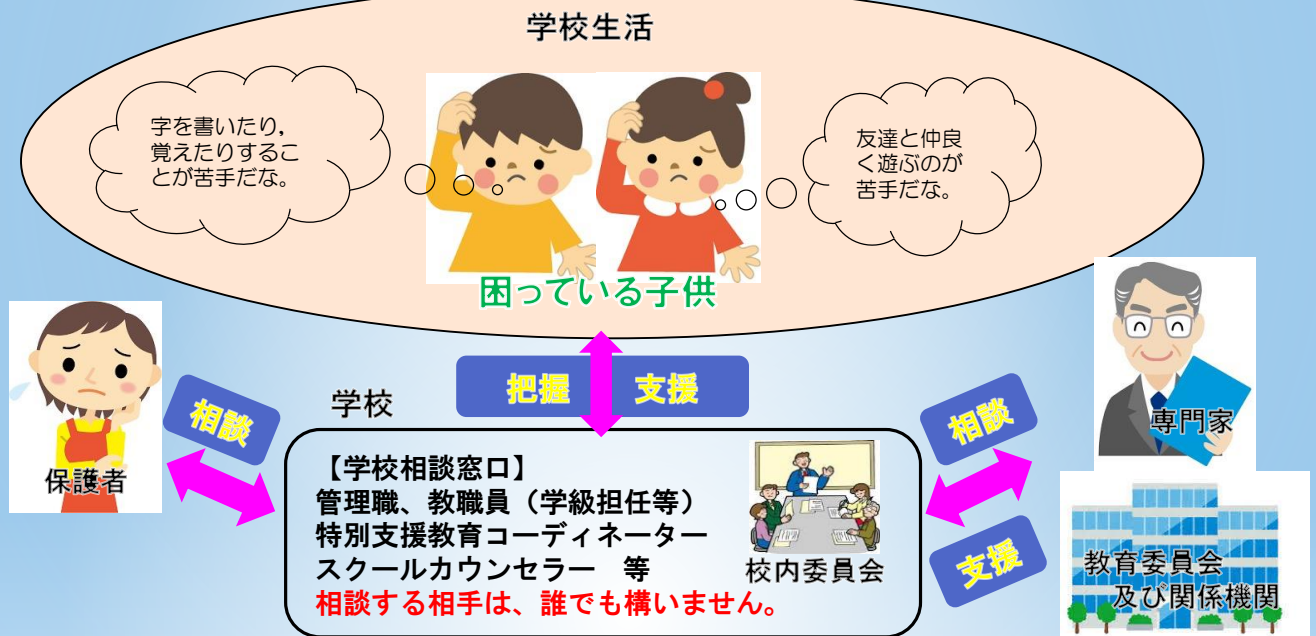 学校生活
字を書いたり,
覚えたりするこ
とが苦手だな。
友達と仲良
く遊ぶのが
苦手だな。
困っている子供
把握
支援
保護者
相談
学校
【学校相談窓口】
管理職、教職員（学級担任等）
特別支援教育コーディネーター
スクールカウンセラー　等
相談する相手は、誰でも構いません。
校内委員会
相談
支援
専門家
教育委員会
及び関係機関